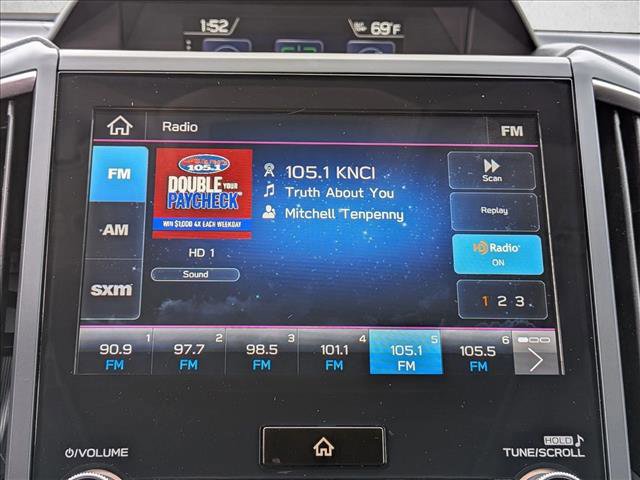 1:52
69°F
Radio
FM
FM
AM
sxm
105.1
DOUBLE YOUR
PAYCHECK
WIN $1,000 4X EACH WEEKDAY
HD 1
Sound
105.1 KNCI
Truth About You
Mitchell Tenpenny
Scan
Replay
HD Radio
ON
1 2 3
1
90.9
FM
2
97.7
FM
3
98.5
FM
4
101.1
FM
5
105.1
FM
6
105.5
FM
VOLUME
HOLD
TUNE/SCROLL